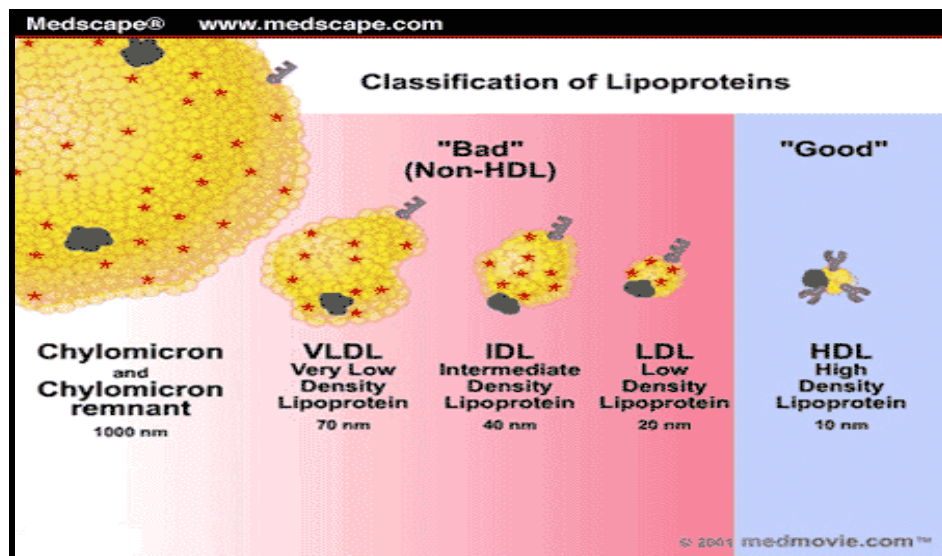 Medscape® www.medscape.com
Classification of Lipoproteins
"Bad"
(Non-HDL)
"Good"
Chylomicron
and
Chylomicron
remnant
1000 nm
VLDL
Very Low
Density
Lipoprotein
70 nm
IDL
Intermediate
Density
Lipoprotein
40 nm
LDL
Low
Density
Lipoprotein
20 nm
HDL
High
Density
Lipoprotein
10 nm
© 2001 medmovie.com™